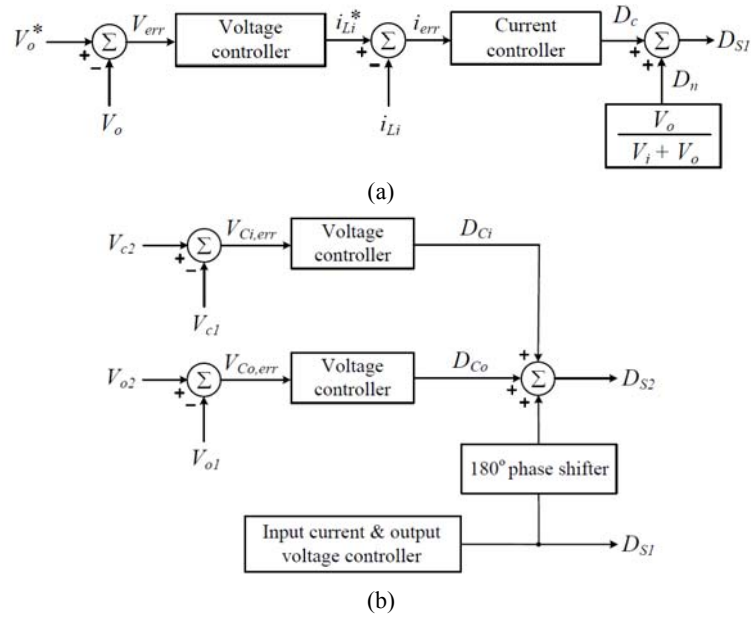 V_o* Σ V_err Voltage controller i_Li* Σ i_err Current controller D_c Σ D_S1
+ − + − + +
V_o i_Li D_n
V_o
V_i + V_o
(a)
V_c2 Σ V_Ci,err Voltage controller D_Ci
+ −
V_c1
V_o2 Σ V_Co,err Voltage controller D_Co Σ D_S2
+ − + + +
V_o1
180° phase shifter
Input current & output
voltage controller
D_S1
(b)